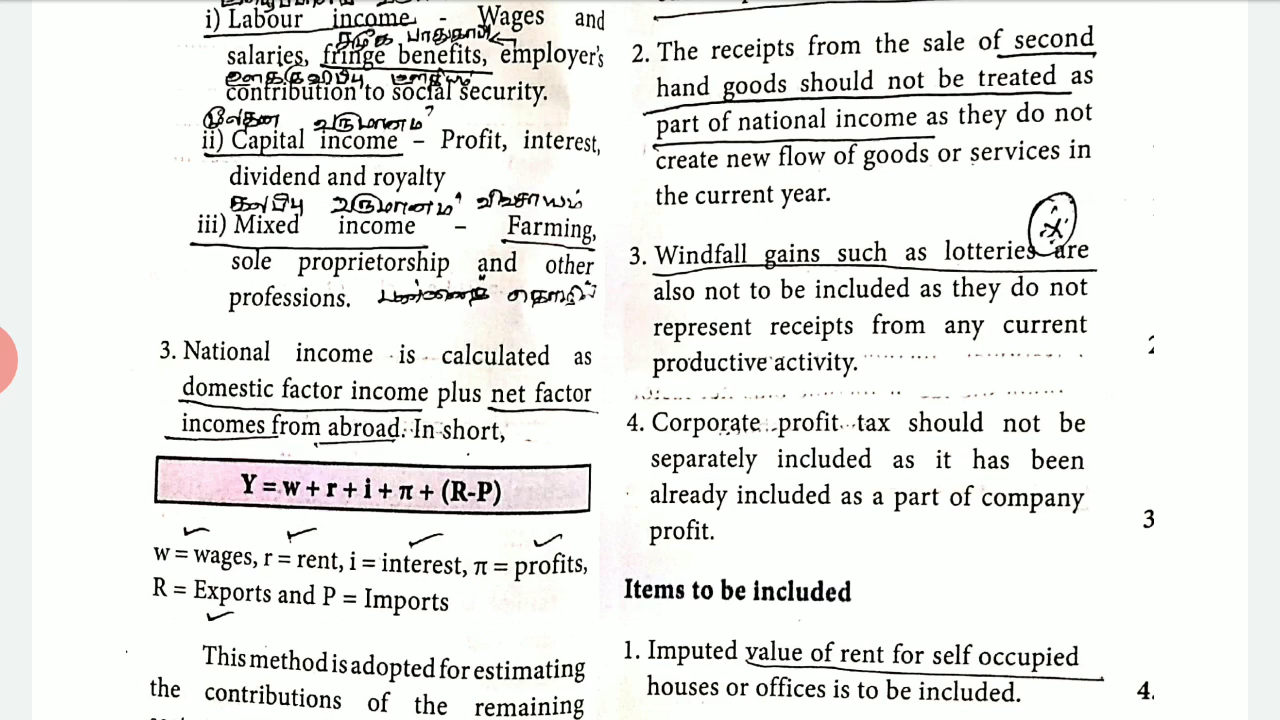 i) Labour income - Wages and
salaries, fringe benefits, employer's
contribution to social security.
வருமானம்
ii) Capital income – Profit, interest,
dividend and royalty
வருமானம் விவசாயம்
iii) Mixed income – Farming,
sole proprietorship and other
professions.
3. National income is calculated as
domestic factor income plus net factor
incomes from abroad. In short,
Y = w + r + i + π + (R-P)
w = wages, r = rent, i = interest, π = profits,
R = Exports and P = Imports
This method is adopted for estimating
the contributions of the remaining
2. The receipts from the sale of second
hand goods should not be treated as
part of national income as they do not
create new flow of goods or services in
the current year.
3. Windfall gains such as lotteries are
also not to be included as they do not
represent receipts from any current
productive activity.
4. Corporate profit tax should not be
separately included as it has been
already included as a part of company
profit.
Items to be included
1. Imputed value of rent for self occupied
houses or offices is to be included.
3
4.